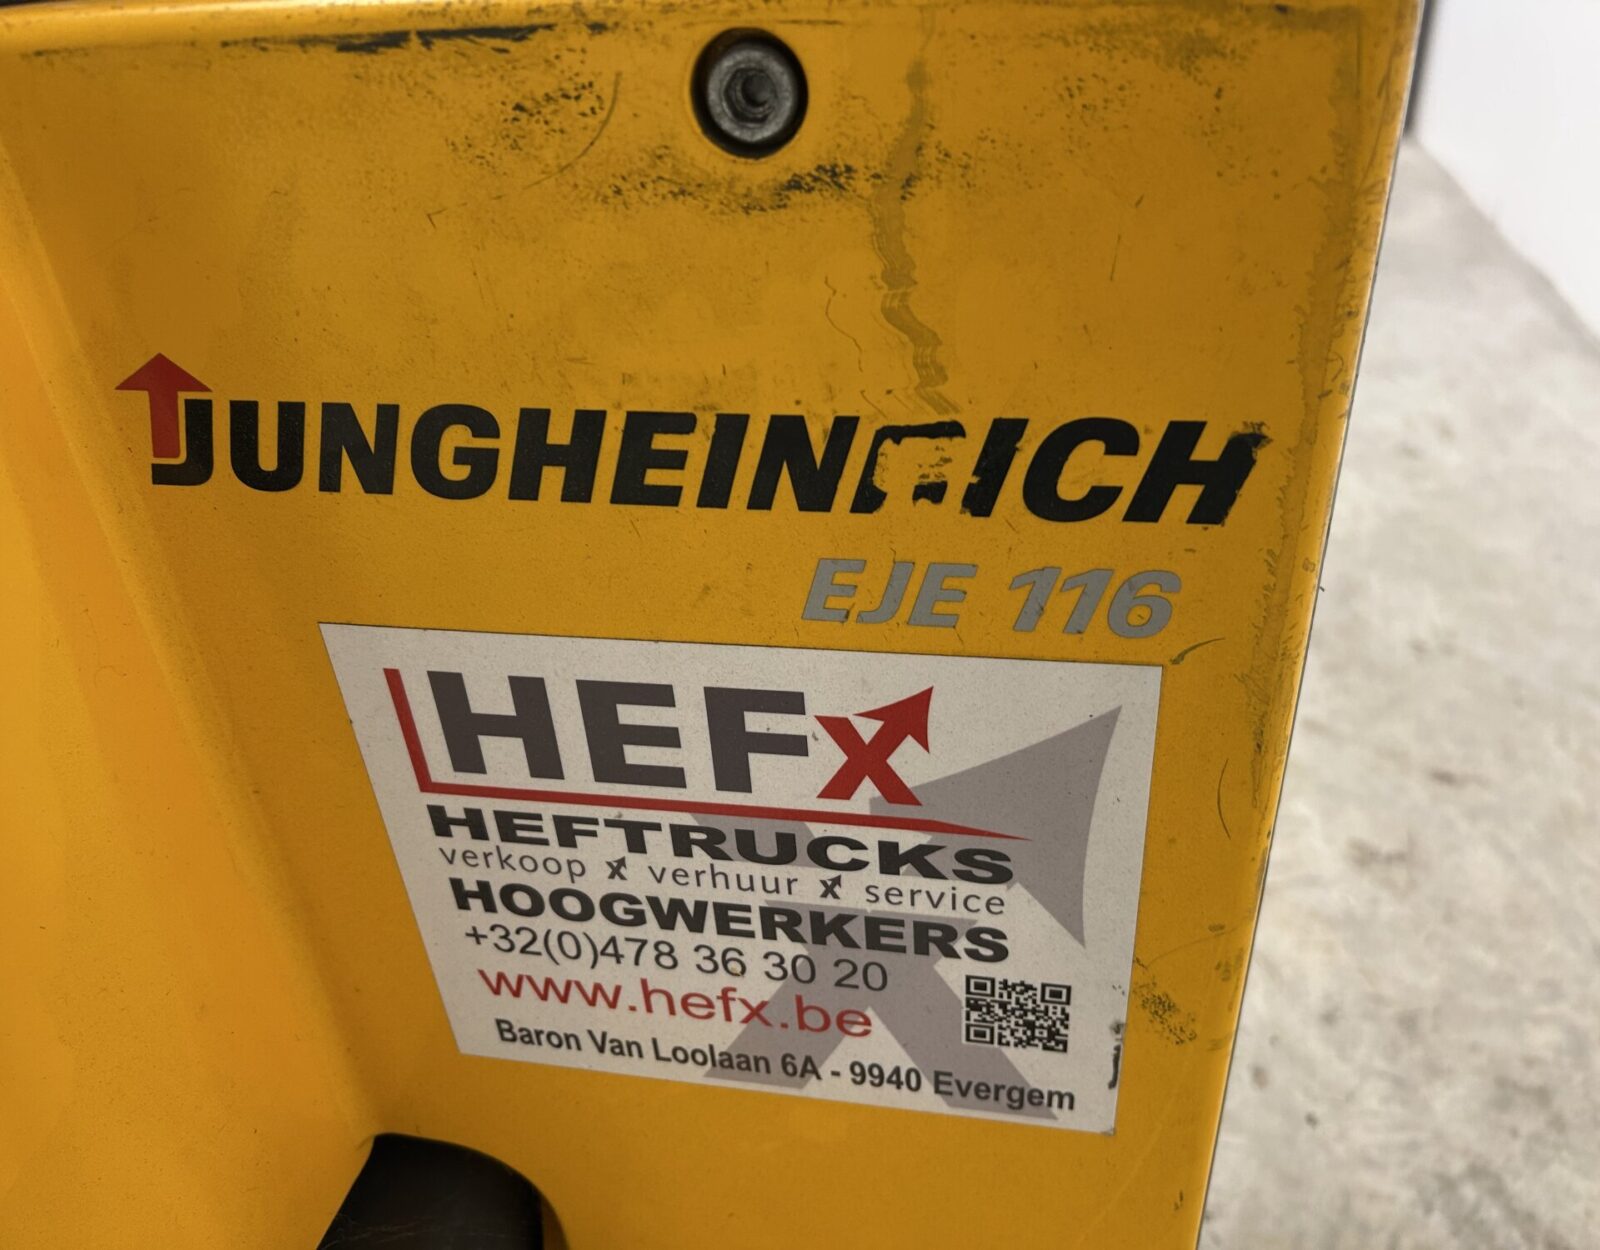 JUNGHEINRICH
EJE 116
HEFx
HEFTRUCKS
verkoop x verhuur x service
HOOGWERKERS
+32(0)478 36 30 20
www.hefx.be
Baron Van Loolaan 6A - 9940 Evergem